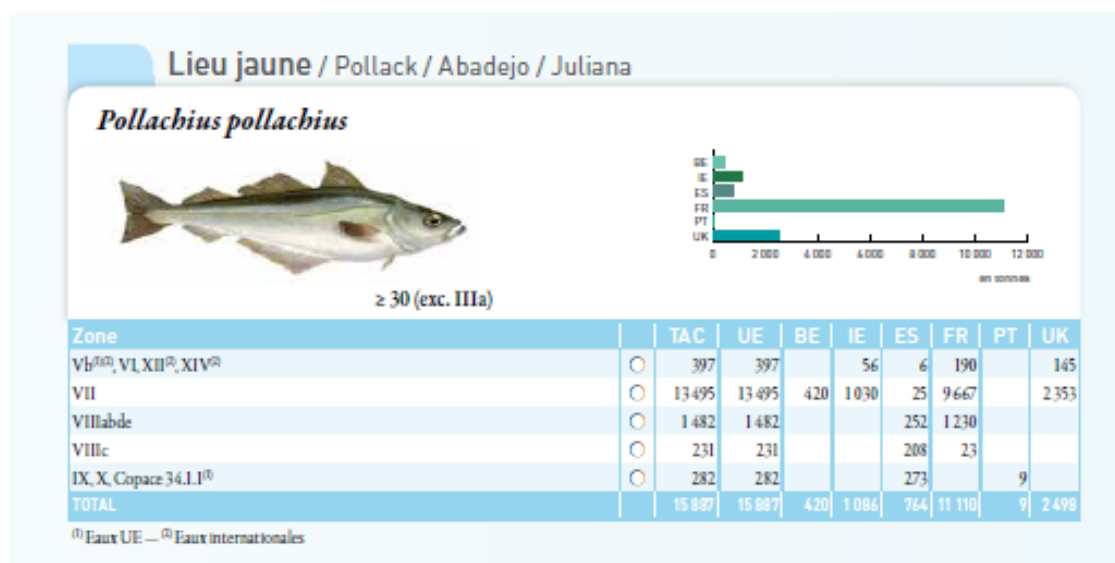 Lieu jaune / Pollack / Abadejo / Juliana
Pollachius pollachius
BE
IE
ES
FR
PT
UK
0 2 000 4 000 6 000 8 000 10 000 12 000
en tonnes
≥ 30 (exc. IIIa)
Zone TAC UE BE IE ES FR PT UK
Vb(1)(2), VI, XII(2), XIV(2) 397 397 56 6 190 145
VII 13 495 13 495 420 1 030 25 9 667 2 353
VIIIabde 1 482 1 482 252 1 230
VIIIc 231 231 208 23
IX, X, Copace 34.1.1(1) 282 282 273 9
TOTAL 15 887 15 887 420 1 086 764 11 110 9 2 498
(1) Eaux UE — (2) Eaux internationales